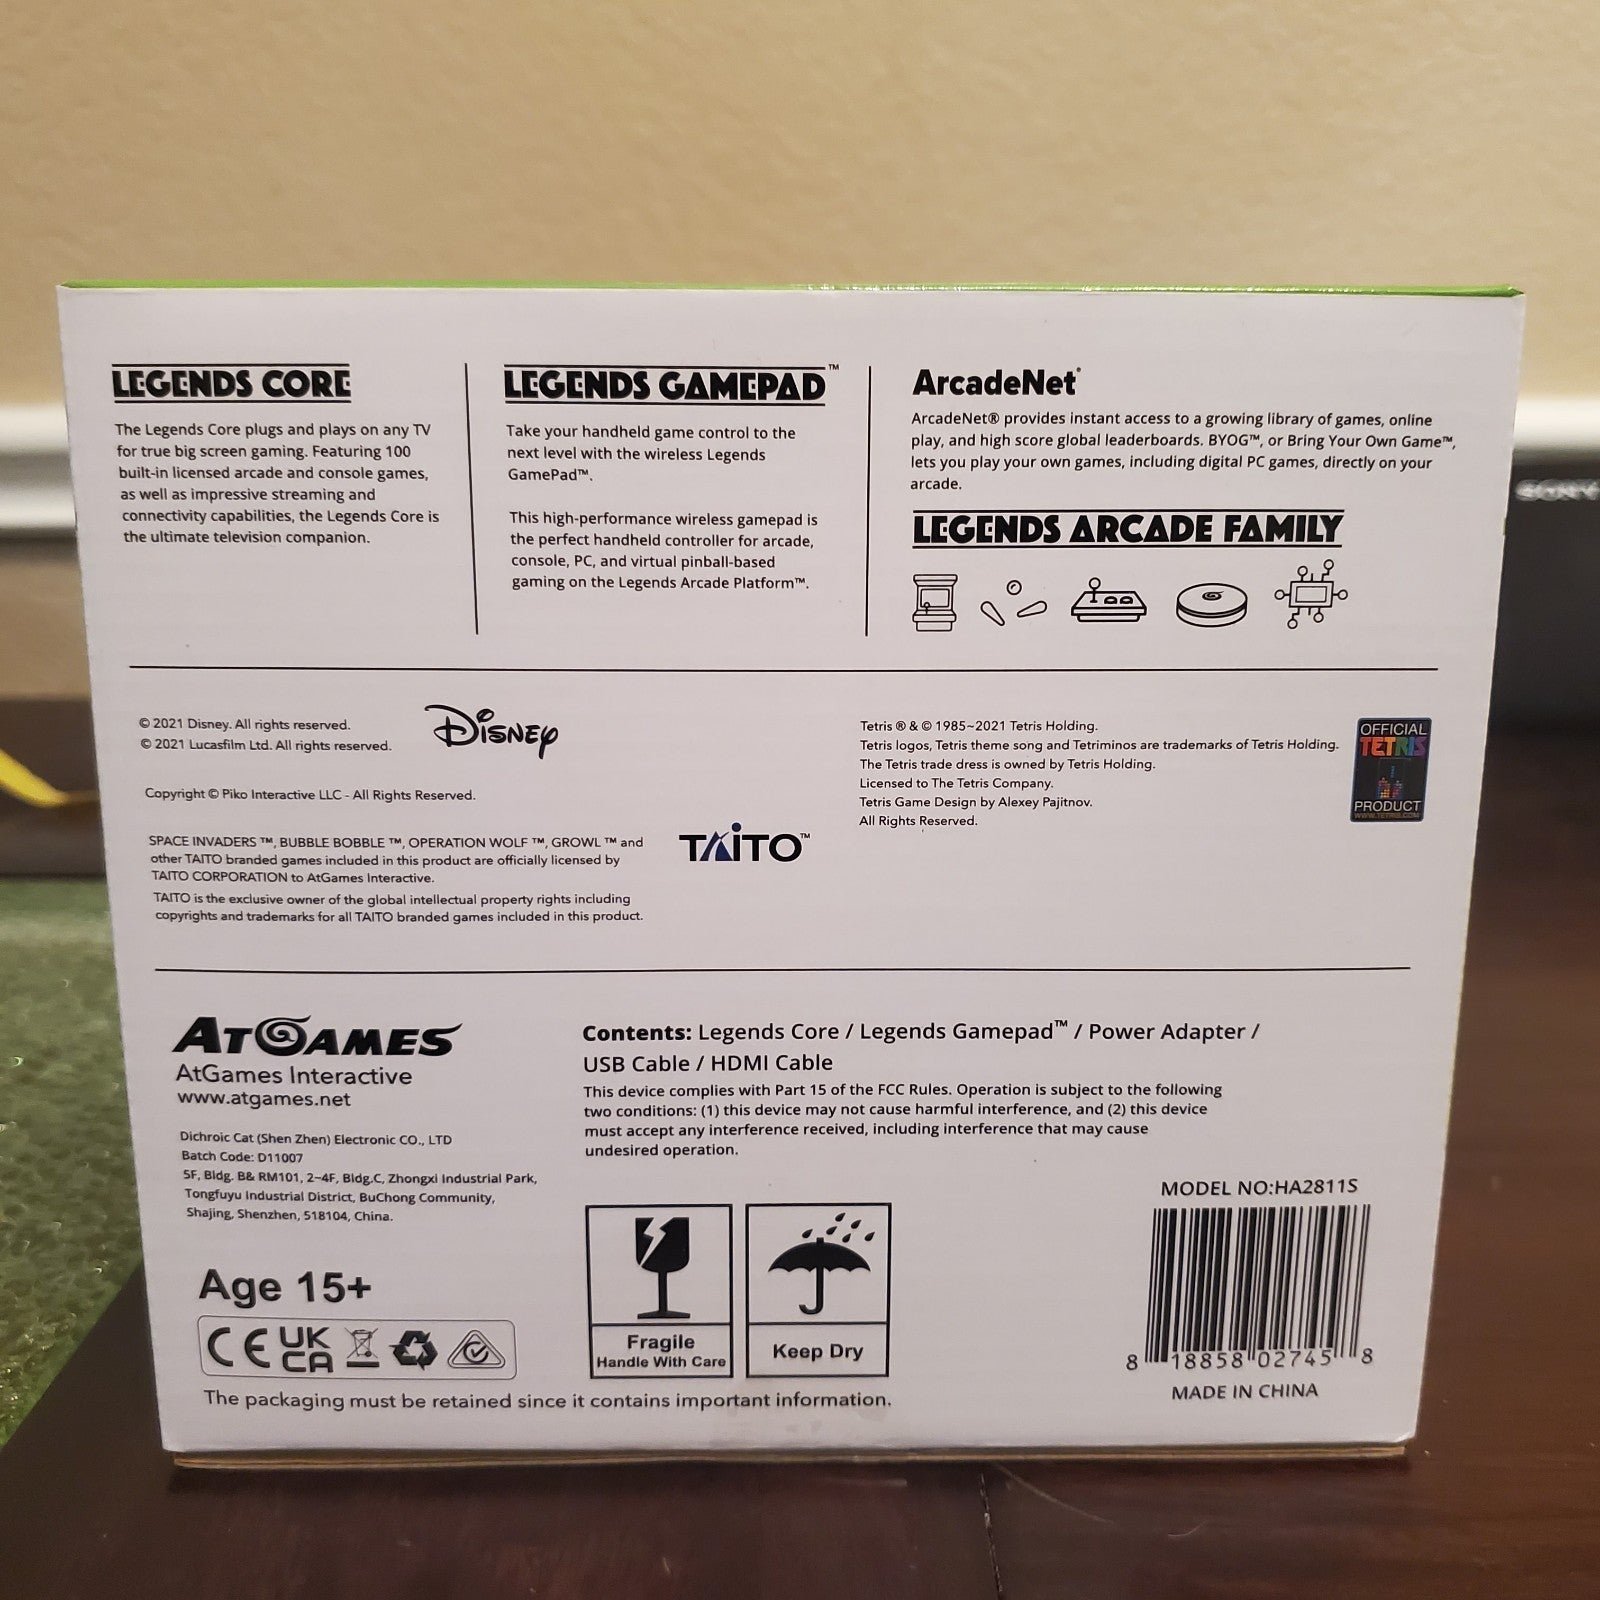 LEGENDS CORE
The Legends Core plugs and plays on any TV
for true big screen gaming. Featuring 100
built-in licensed arcade and console games,
as well as impressive streaming and
connectivity capabilities, the Legends Core is
the ultimate television companion.
LEGENDS GAMEPAD™
Take your handheld game control to the
next level with the wireless Legends
GamePad™.
This high-performance wireless gamepad is
the perfect handheld controller for arcade,
console, PC, and virtual pinball-based
gaming on the Legends Arcade Platform™.
ArcadeNet®
ArcadeNet® provides instant access to a growing library of games, online
play, and high score global leaderboards. BYOG™, or Bring Your Own Game™,
lets you play your own games, including digital PC games, directly on your
arcade.
LEGENDS ARCADE FAMILY
SONY
© 2021 Disney. All rights reserved.
© 2021 Lucasfilm Ltd. All rights reserved.
Disney
Copyright © Piko Interactive LLC - All Rights Reserved.
SPACE INVADERS ™, BUBBLE BOBBLE ™, OPERATION WOLF ™, GROWL ™ and
other TAITO branded games included in this product are officially licensed by
TAITO CORPORATION to AtGames Interactive.
TAITO is the exclusive owner of the global intellectual property rights including
copyrights and trademarks for all TAITO branded games included in this product.
TAITO™
Tetris ® & © 1985~2021 Tetris Holding.
Tetris logos, Tetris theme song and Tetriminos are trademarks of Tetris Holding.
The Tetris trade dress is owned by Tetris Holding.
Licensed to The Tetris Company.
Tetris Game Design by Alexey Pajitnov.
All Rights Reserved.
OFFICIAL
TETRIS
PRODUCT
WWW.TETRIS.COM
ATGAMES
AtGames Interactive
www.atgames.net
Dichroic Cat (Shen Zhen) Electronic CO., LTD
Batch Code: D11007
5F, Bldg. B& RM101, 2~4F, Bldg.C, Zhongxi Industrial Park,
Tongfuyu Industrial District, BuChong Community,
Shajing, Shenzhen, 518104, China.
Age 15+
CE UK
CA
The packaging must be retained since it contains important information.
Contents: Legends Core / Legends Gamepad™ / Power Adapter /
USB Cable / HDMI Cable
This device complies with Part 15 of the FCC Rules. Operation is subject to the following
two conditions: (1) this device may not cause harmful interference, and (2) this device
must accept any interference received, including interference that may cause
undesired operation.
Fragile
Handle With Care
Keep Dry
MODEL NO:HA2811S
8 18858 02745 8
MADE IN CHINA